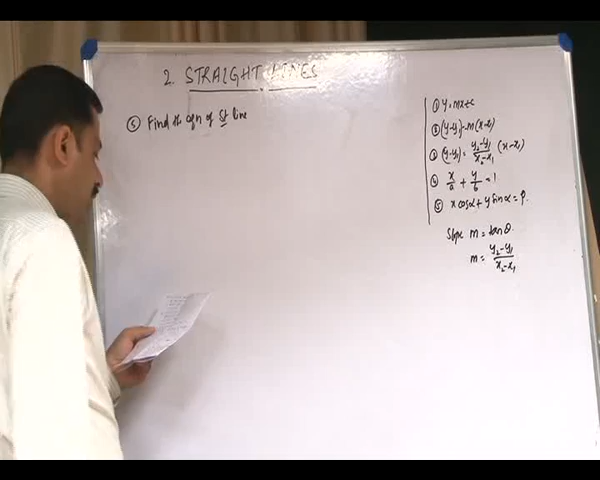 2. STRAIGHT LINES
⑤ Find the eqn of St line
① y=mx+c
② (y-y₁)=m(x-x₁)
③ (y-y₁) = y₂-y₁/x₂-x₁ (x-x₁)
④ x/a + y/b = 1
⑤ x cosα + y sinα = P.
Slope m = tanθ.
m = y₂-y₁/x₂-x₁